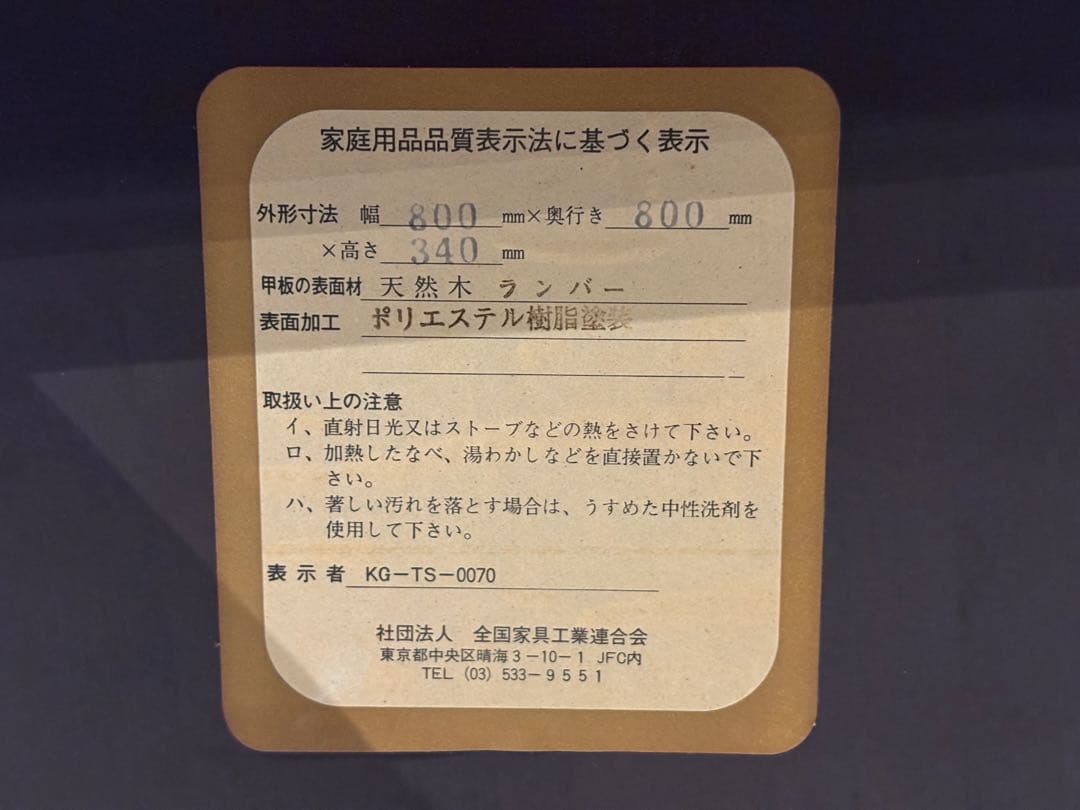 家庭用品品質表示法に基づく表示
外形寸法 幅 800 mm×奥行き 800 mm
×高さ 340 mm
甲板の表面材 天然木 ランバー
表面加工 ポリエステル樹脂塗装
取扱い上の注意
イ、直射日光又はストーブなどの熱をさけて下さい。
ロ、加熱したなべ、湯わかしなどを直接置かないで下
さい。
ハ、著しい汚れを落とす場合は、うすめた中性洗剤を
使用して下さい。
表示者 KG-TS-0070
社団法人 全国家具工業連合会
東京都中央区晴海3-10-1 JFC内
TEL (03) 533-9551